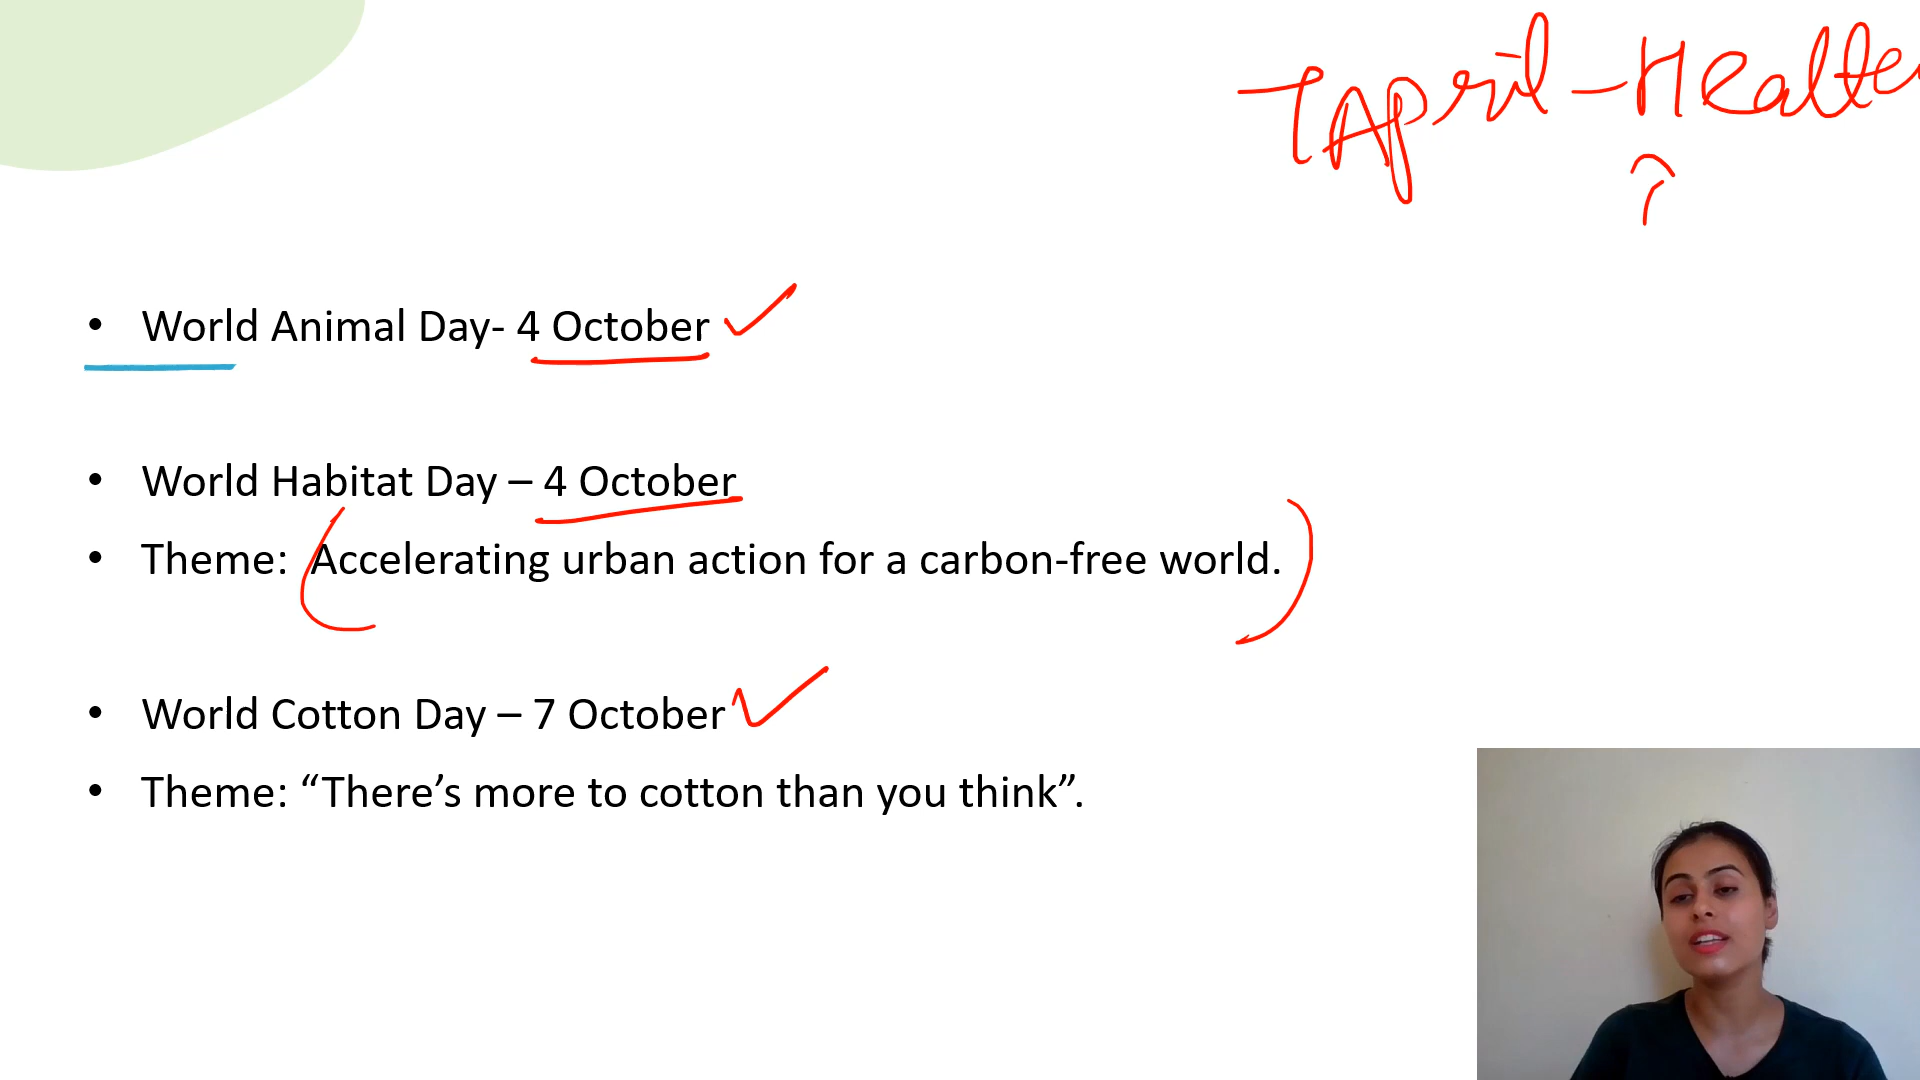 7 April - Health
• World Animal Day- 4 October
• World Habitat Day – 4 October
• Theme: Accelerating urban action for a carbon-free world.
• World Cotton Day – 7 October
• Theme: “There’s more to cotton than you think”.